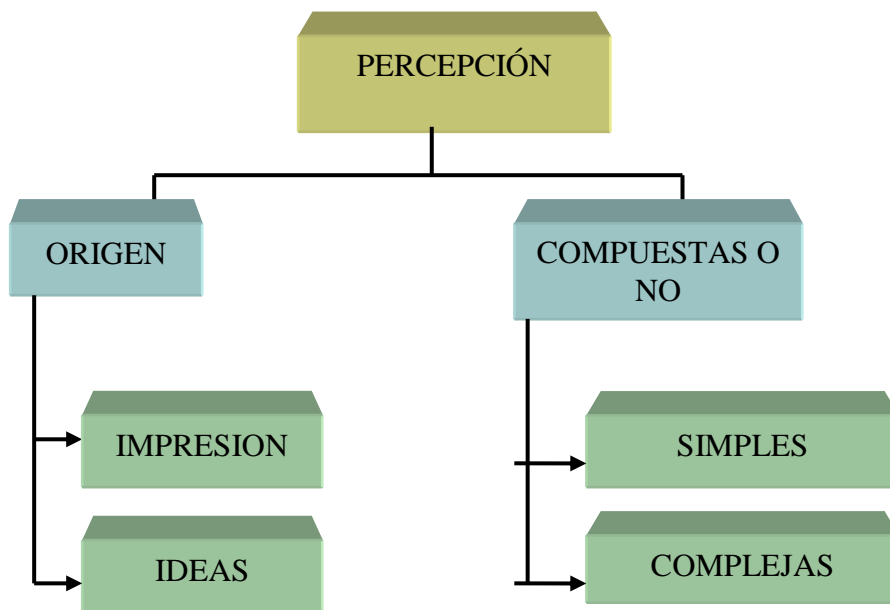 PERCEPCIÓN
ORIGEN
COMPUESTAS O
NO
IMPRESION
SIMPLES
IDEAS
COMPLEJAS